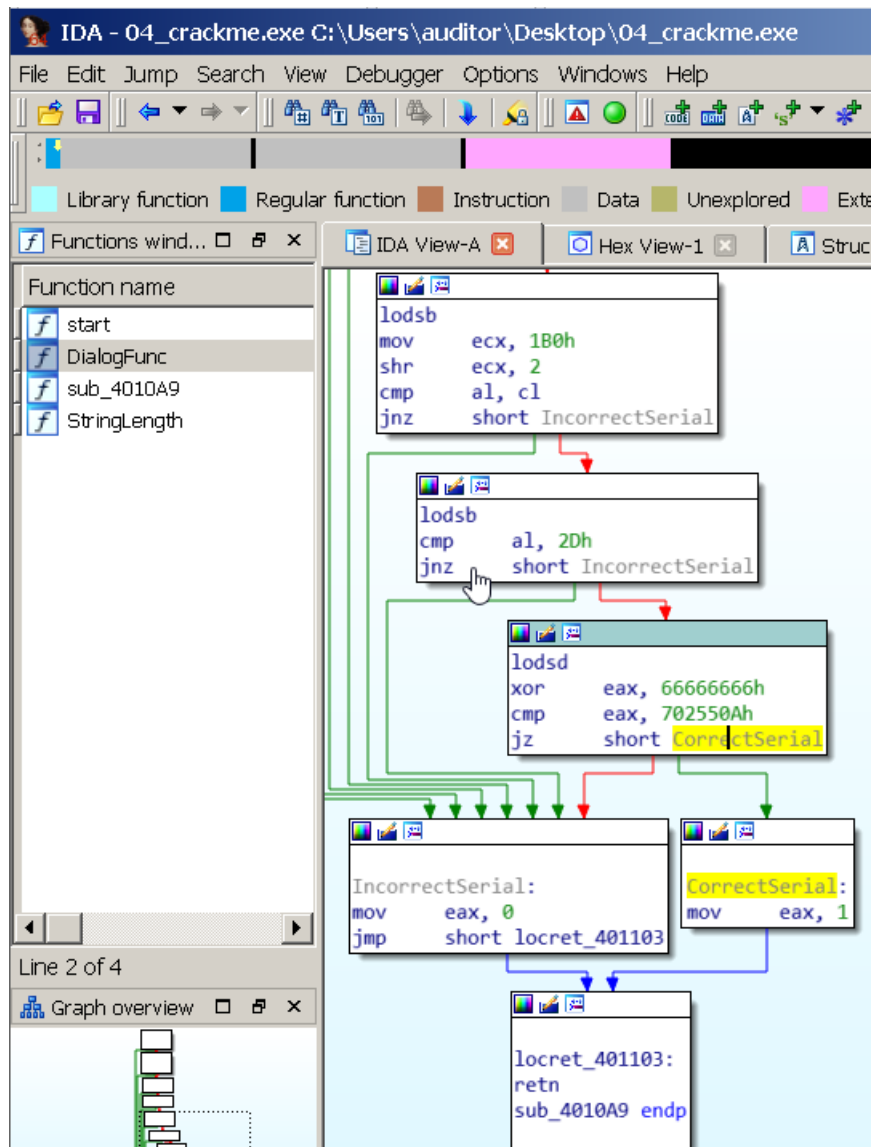 IDA - 04_crackme.exe C:\Users\auditor\Desktop\04_crackme.exe
File Edit Jump Search View Debugger Options Windows Help
Library function Regular function Instruction Data Unexplored Exte
Functions wind...
IDA View-A Hex View-1 Struc
Function name
start
DialogFunc
sub_4010A9
StringLength
lodsb
mov ecx, 1B0h
shr ecx, 2
cmp al, cl
jnz short IncorrectSerial
lodsb
cmp al, 2Dh
jnz short IncorrectSerial
lodsd
xor eax, 66666666h
cmp eax, 702550Ah
jz short CorrectSerial
IncorrectSerial:
mov eax, 0
jmp short locret_401103
CorrectSerial:
mov eax, 1
Line 2 of 4
Graph overview
locret_401103:
retn
sub_4010A9 endp